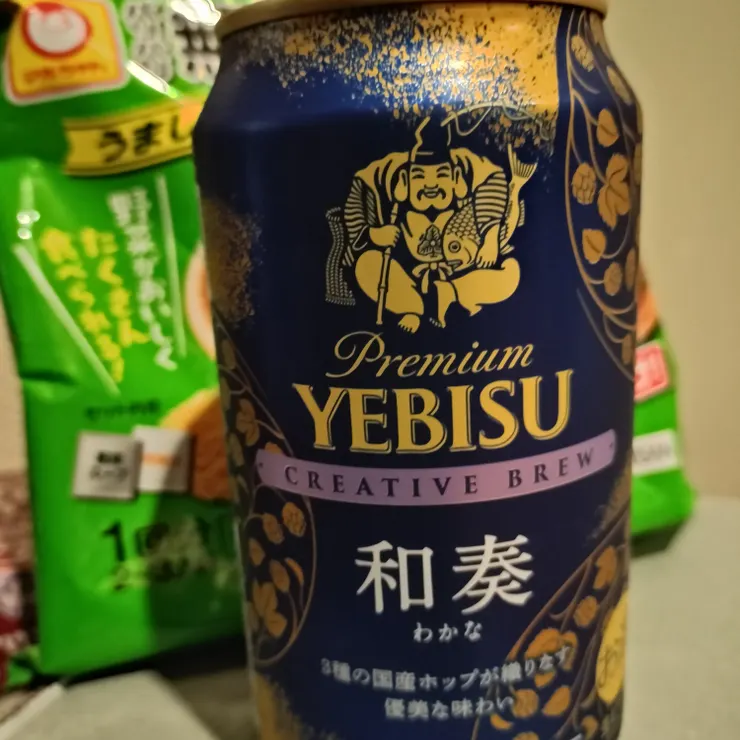 Premium
YEBISU
CREATIVE BREW
和奏
わかな
3種の国産ホップが織りなす
優美な味わい
うまし
野菜がおいしく
たくさん
食べられる!